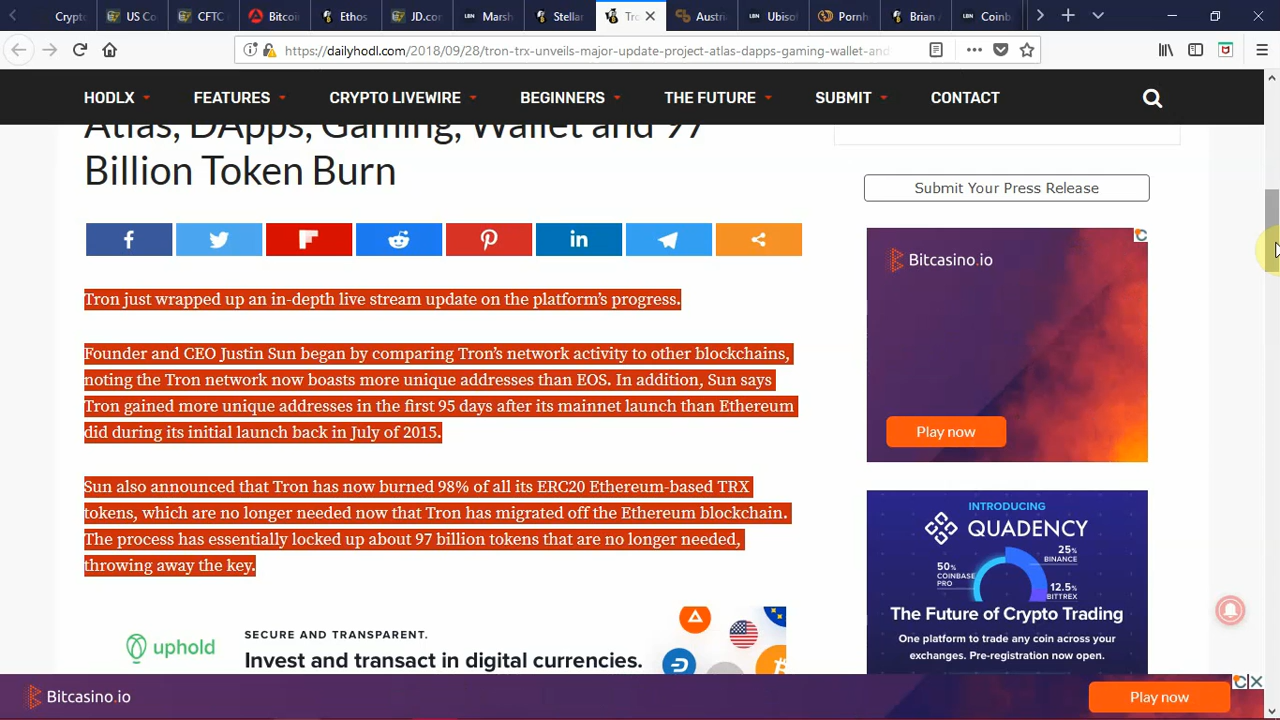 Crypto
US Co
CFTC
Bitcoi
Ethos
JD.com
Marsh
Stellar
Tro
Austri
Ubiso
Pornh
Brian
Coinb
https://dailyhodl.com/2018/09/28/tron-trx-unveils-major-update-project-atlas-dapps-gaming-wallet-and-
HODLX
FEATURES
CRYPTO LIVEWIRE
BEGINNERS
THE FUTURE
SUBMIT
CONTACT
Atlas, DApps, Gaming, Wallet and 97
Billion Token Burn
Submit Your Press Release
Bitcasino.io
Play now
Tron just wrapped up an in-depth live stream update on the platform's progress.
Founder and CEO Justin Sun began by comparing Tron's network activity to other blockchains,
noting the Tron network now boasts more unique addresses than EOS. In addition, Sun says
Tron gained more unique addresses in the first 95 days after its mainnet launch than Ethereum
did during its initial launch back in July of 2015.
Sun also announced that Tron has now burned 98% of all its ERC20 Ethereum-based TRX
tokens, which are no longer needed now that Tron has migrated off the Ethereum blockchain.
The process has essentially locked up about 97 billion tokens that are no longer needed,
throwing away the key.
INTRODUCING
QUADENCY
25%
BINANCE
50%
COINBASE
PRO
12.5%
BITTREX
The Future of Crypto Trading
One platform to trade any coin across your
exchanges. Pre-registration now open.
uphold
SECURE AND TRANSPARENT.
Invest and transact in digital currencies.
Bitcasino.io
Play now